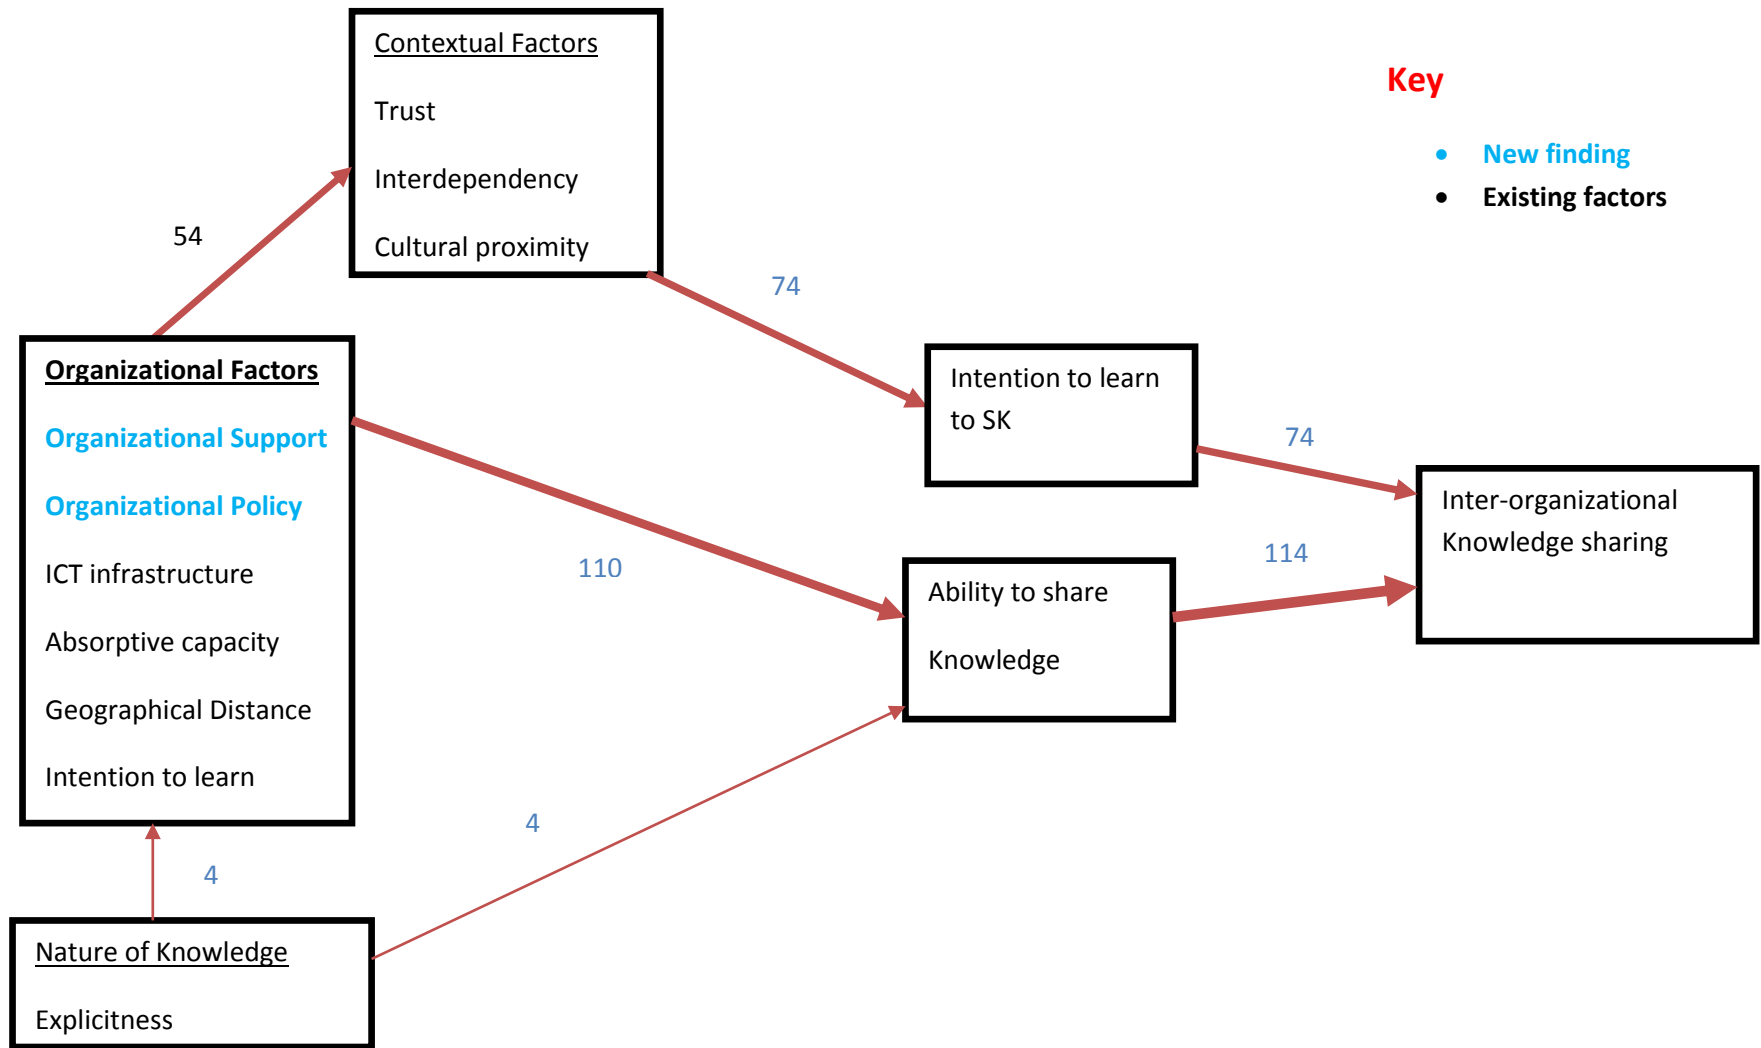 Contextual Factors
Trust
Interdependency
Cultural proximity
Key
• New finding
• Existing factors
54
74
Organizational Factors
Organizational Support
Organizational Policy
ICT infrastructure
Absorptive capacity
Geographical Distance
Intention to learn
Intention to learn
to SK
74
Inter-organizational
Knowledge sharing
110
Ability to share
Knowledge
114
4
4
Nature of Knowledge
Explicitness